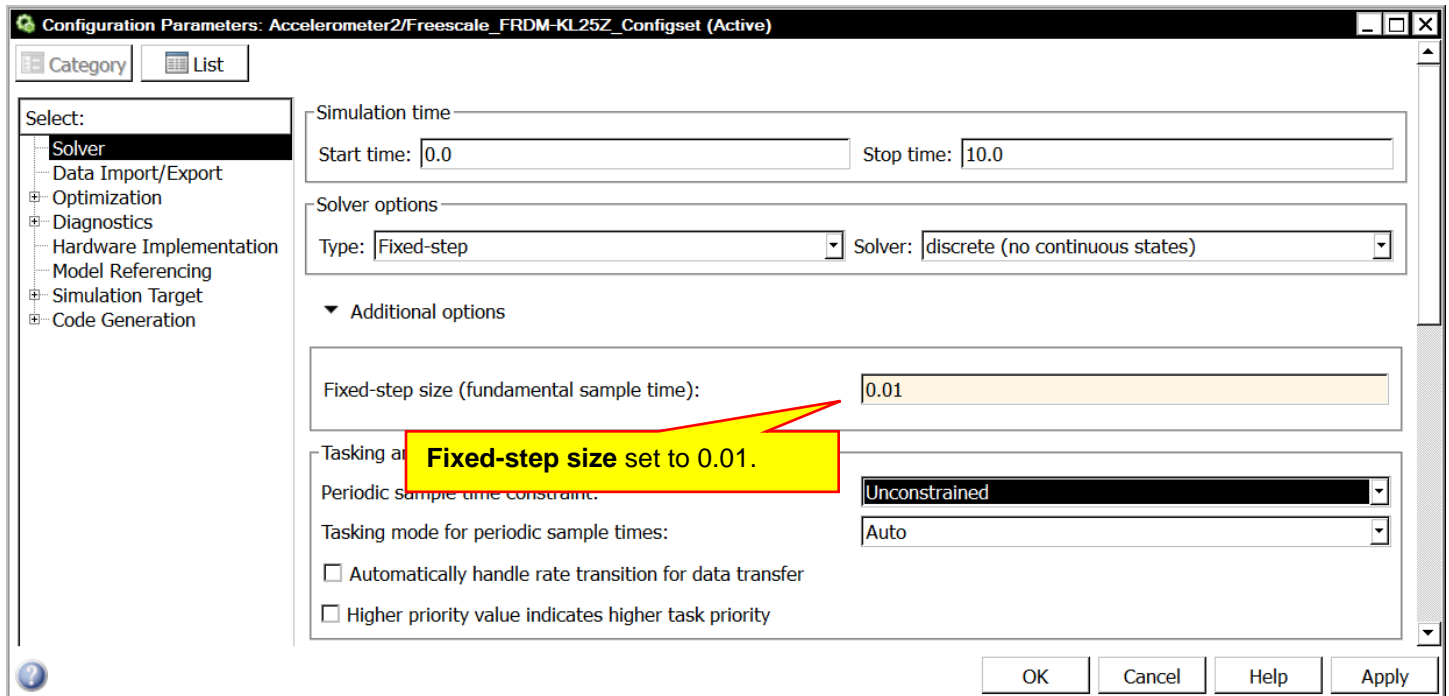 Configuration Parameters: Accelerometer2/Freescale_FRDM-KL25Z_Configset (Active)
Category List
Select:
Solver
Data Import/Export
Optimization
Diagnostics
Hardware Implementation
Model Referencing
Simulation Target
Code Generation
Simulation time
Start time: 0.0 Stop time: 10.0
Solver options
Type: Fixed-step Solver: discrete (no continuous states)
Additional options
Fixed-step size (fundamental sample time): 0.01
Fixed-step size set to 0.01.
Tasking
Periodic sample time constraint: Unconstrained
Tasking mode for periodic sample times: Auto
Automatically handle rate transition for data transfer
Higher priority value indicates higher task priority
OK Cancel Help Apply